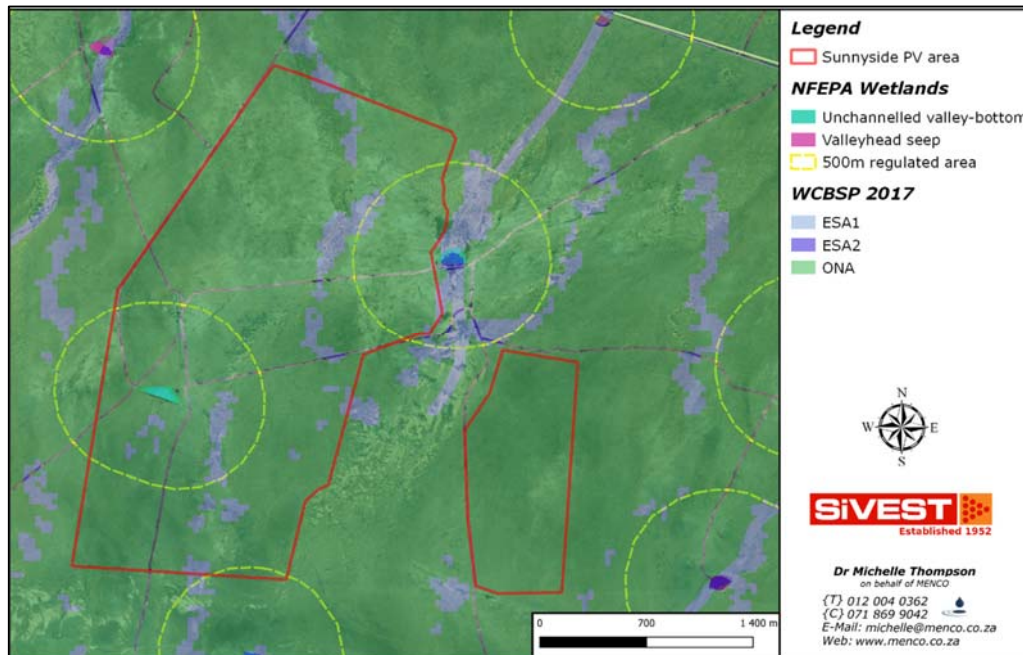 Legend
Sunnyside PV area
NFEPA Wetlands
Unchannelled valley-bottom
Valleyhead seep
500m regulated area
WCBSP 2017
ESA1
ESA2
ONA
N
W E
S
SiVEST
Established 1952
Dr Michelle Thompson
on behalf of MENCO
{T} 012 004 0362
{C} 071 869 9042
E-Mail: michelle@menco.co.za
Web: www.menco.co.za
0 700 1 400 m